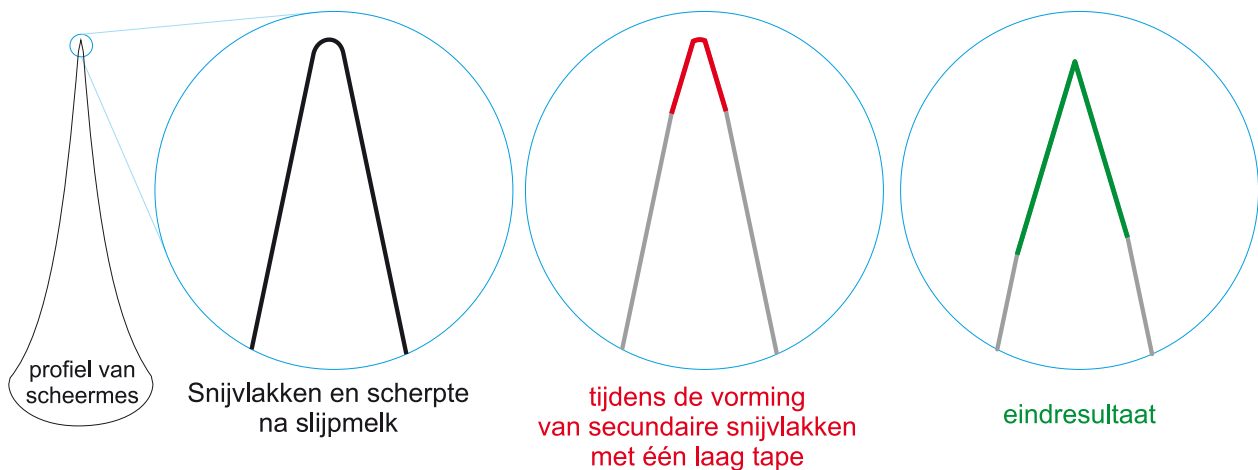 profiel van
scheermes
Snijvlakken en scherpte
na slijpmelk
tijdens de vorming
van secundaire snijvlakken
met één laag tape
eindresultaat